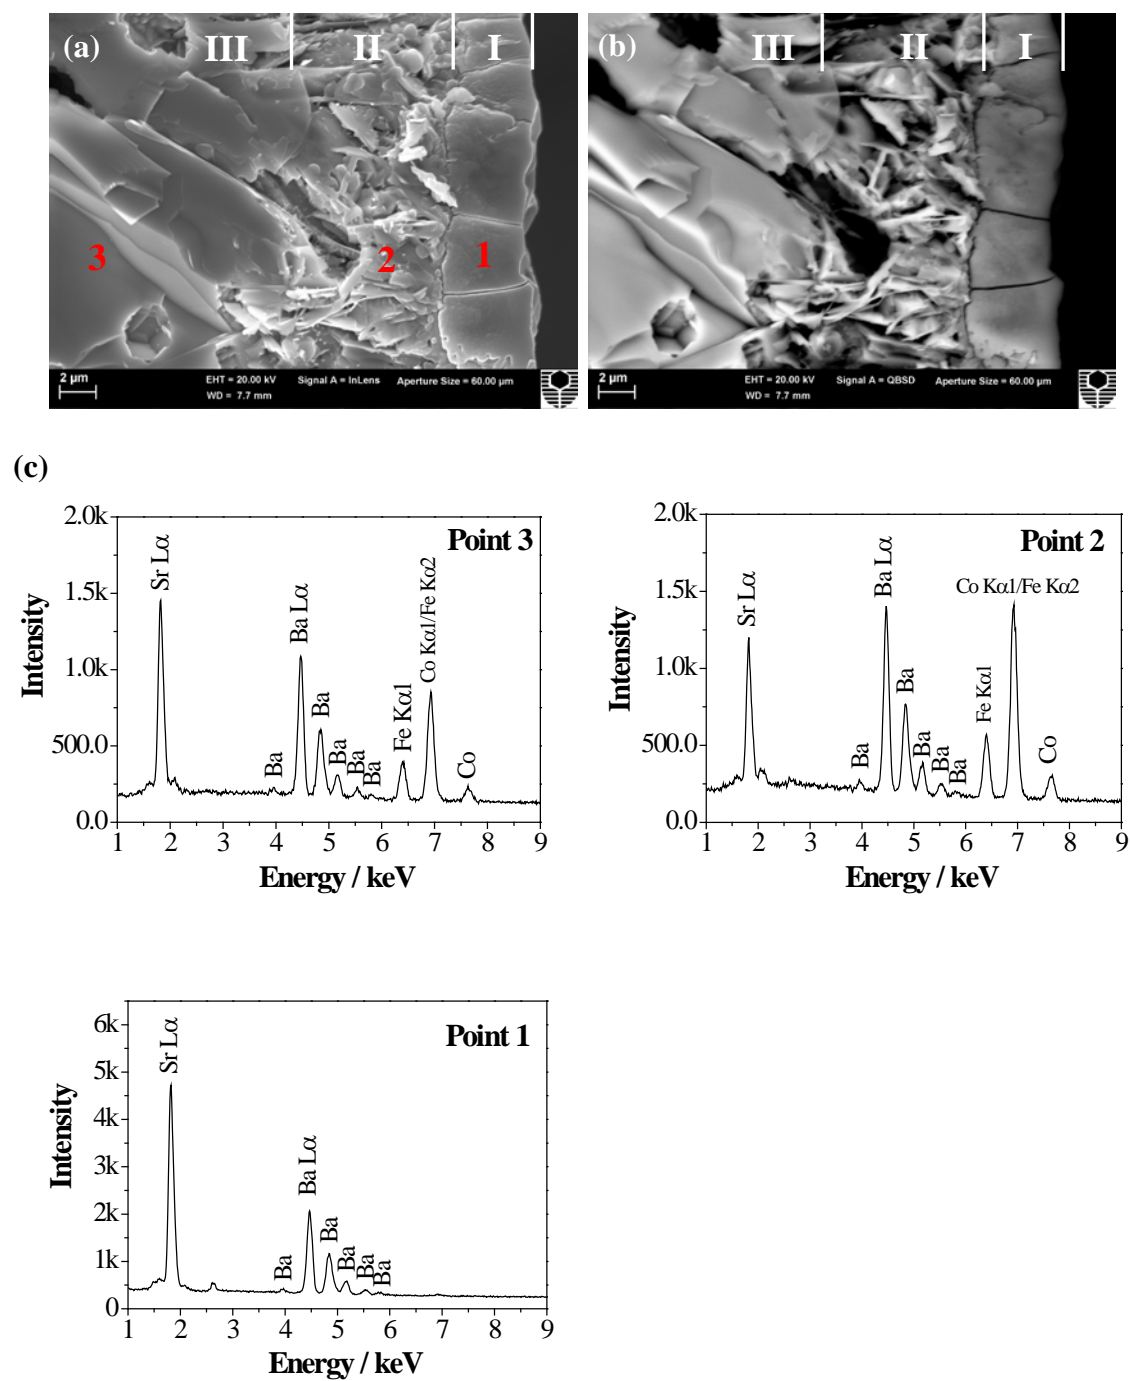 (a) III II I
3 2 1
2 µm EHT = 20.00 kV Signal A = InLens Aperture Size = 60.00 µm
WD = 7.7 mm
(b) III II I
2 µm EHT = 20.00 kV Signal A = QBSD Aperture Size = 60.00 µm
WD = 7.7 mm
(c)
Point 3
Intensity
2.0k
1.5k
1.0k
500.0
0.0
Sr Lα
Ba
Ba Lα
Ba
Ba
Ba
Ba
Fe Kα1
Co Kα1/Fe Kα2
Co
1 2 3 4 5 6 7 8 9
Energy / keV
Point 2
Intensity
2.0k
1.5k
1.0k
500.0
0.0
Sr Lα
Ba
Ba Lα
Ba
Ba
Ba
Ba
Fe Kα1
Co Kα1/Fe Kα2
Co
1 2 3 4 5 6 7 8 9
Energy / keV
Point 1
Intensity
6k
5k
4k
3k
2k
1k
0
Sr Lα
Ba
Ba Lα
Ba
Ba
Ba
Ba
1 2 3 4 5 6 7 8 9
Energy / keV